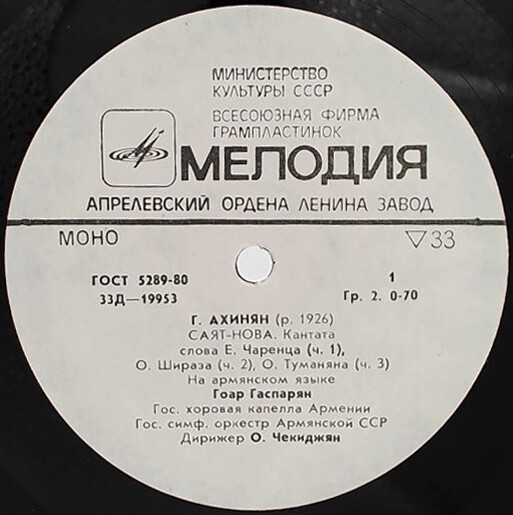 МИНИСТЕРСТВО
КУЛЬТУРЫ СССР
ВСЕСОЮЗНАЯ ФИРМА
ГРАМПЛАСТИНОК
МЕЛОДИЯ
АПРЕЛЕВСКИЙ ОРДЕНА ЛЕНИНА ЗАВОД
МОНО ▽33
ГОСТ 5289-80 1
33Д—19953 Гр. 2. 0-70
Г. АХИНЯН (р. 1926)
САЯТ-НОВА. Кантата
слова Е. Чаренца (ч. 1),
О. Шираза (ч. 2), О. Туманяна (ч. 3)
На армянском языке
Гоар Гаспарян
Гос. хоровая капелла Армении
Гос. симф. оркестр Армянской ССР
Дирижер О. Чекиджян